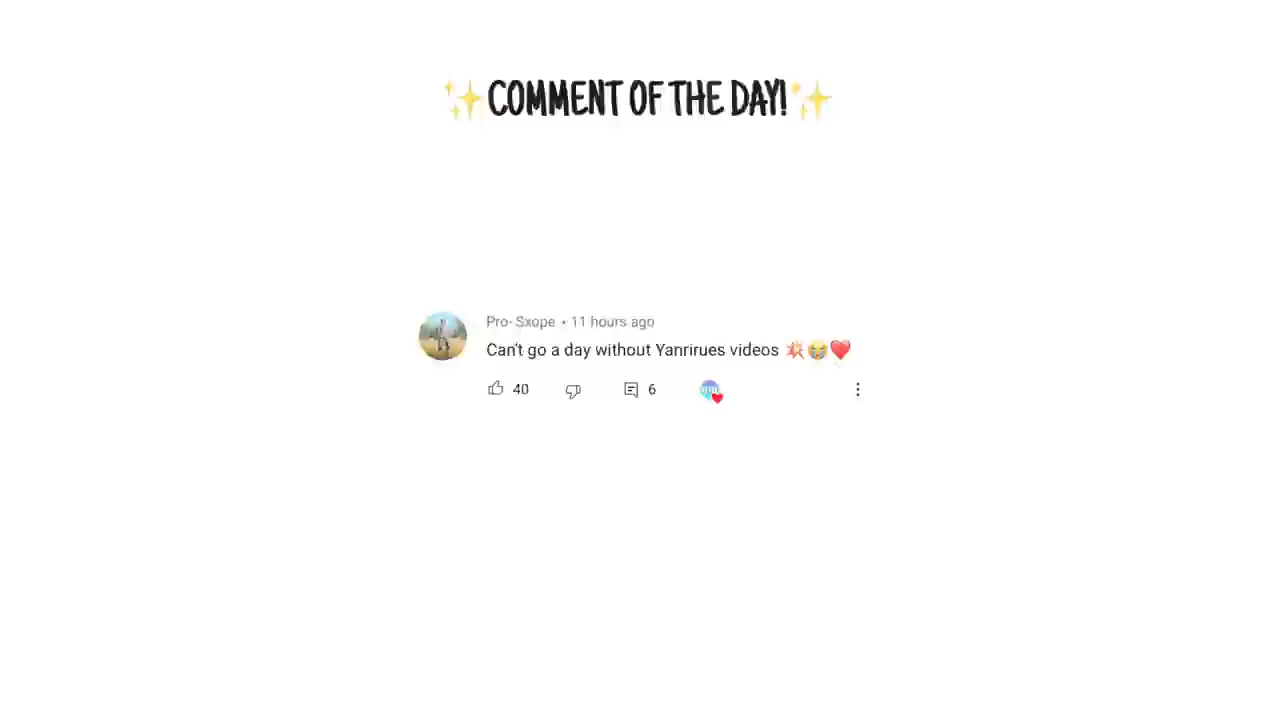 ✨COMMENT OF THE DAY!✨
Pro- Sxope • 11 hours ago
Can't go a day without Yanrirues videos 💥😭❤️
40 6